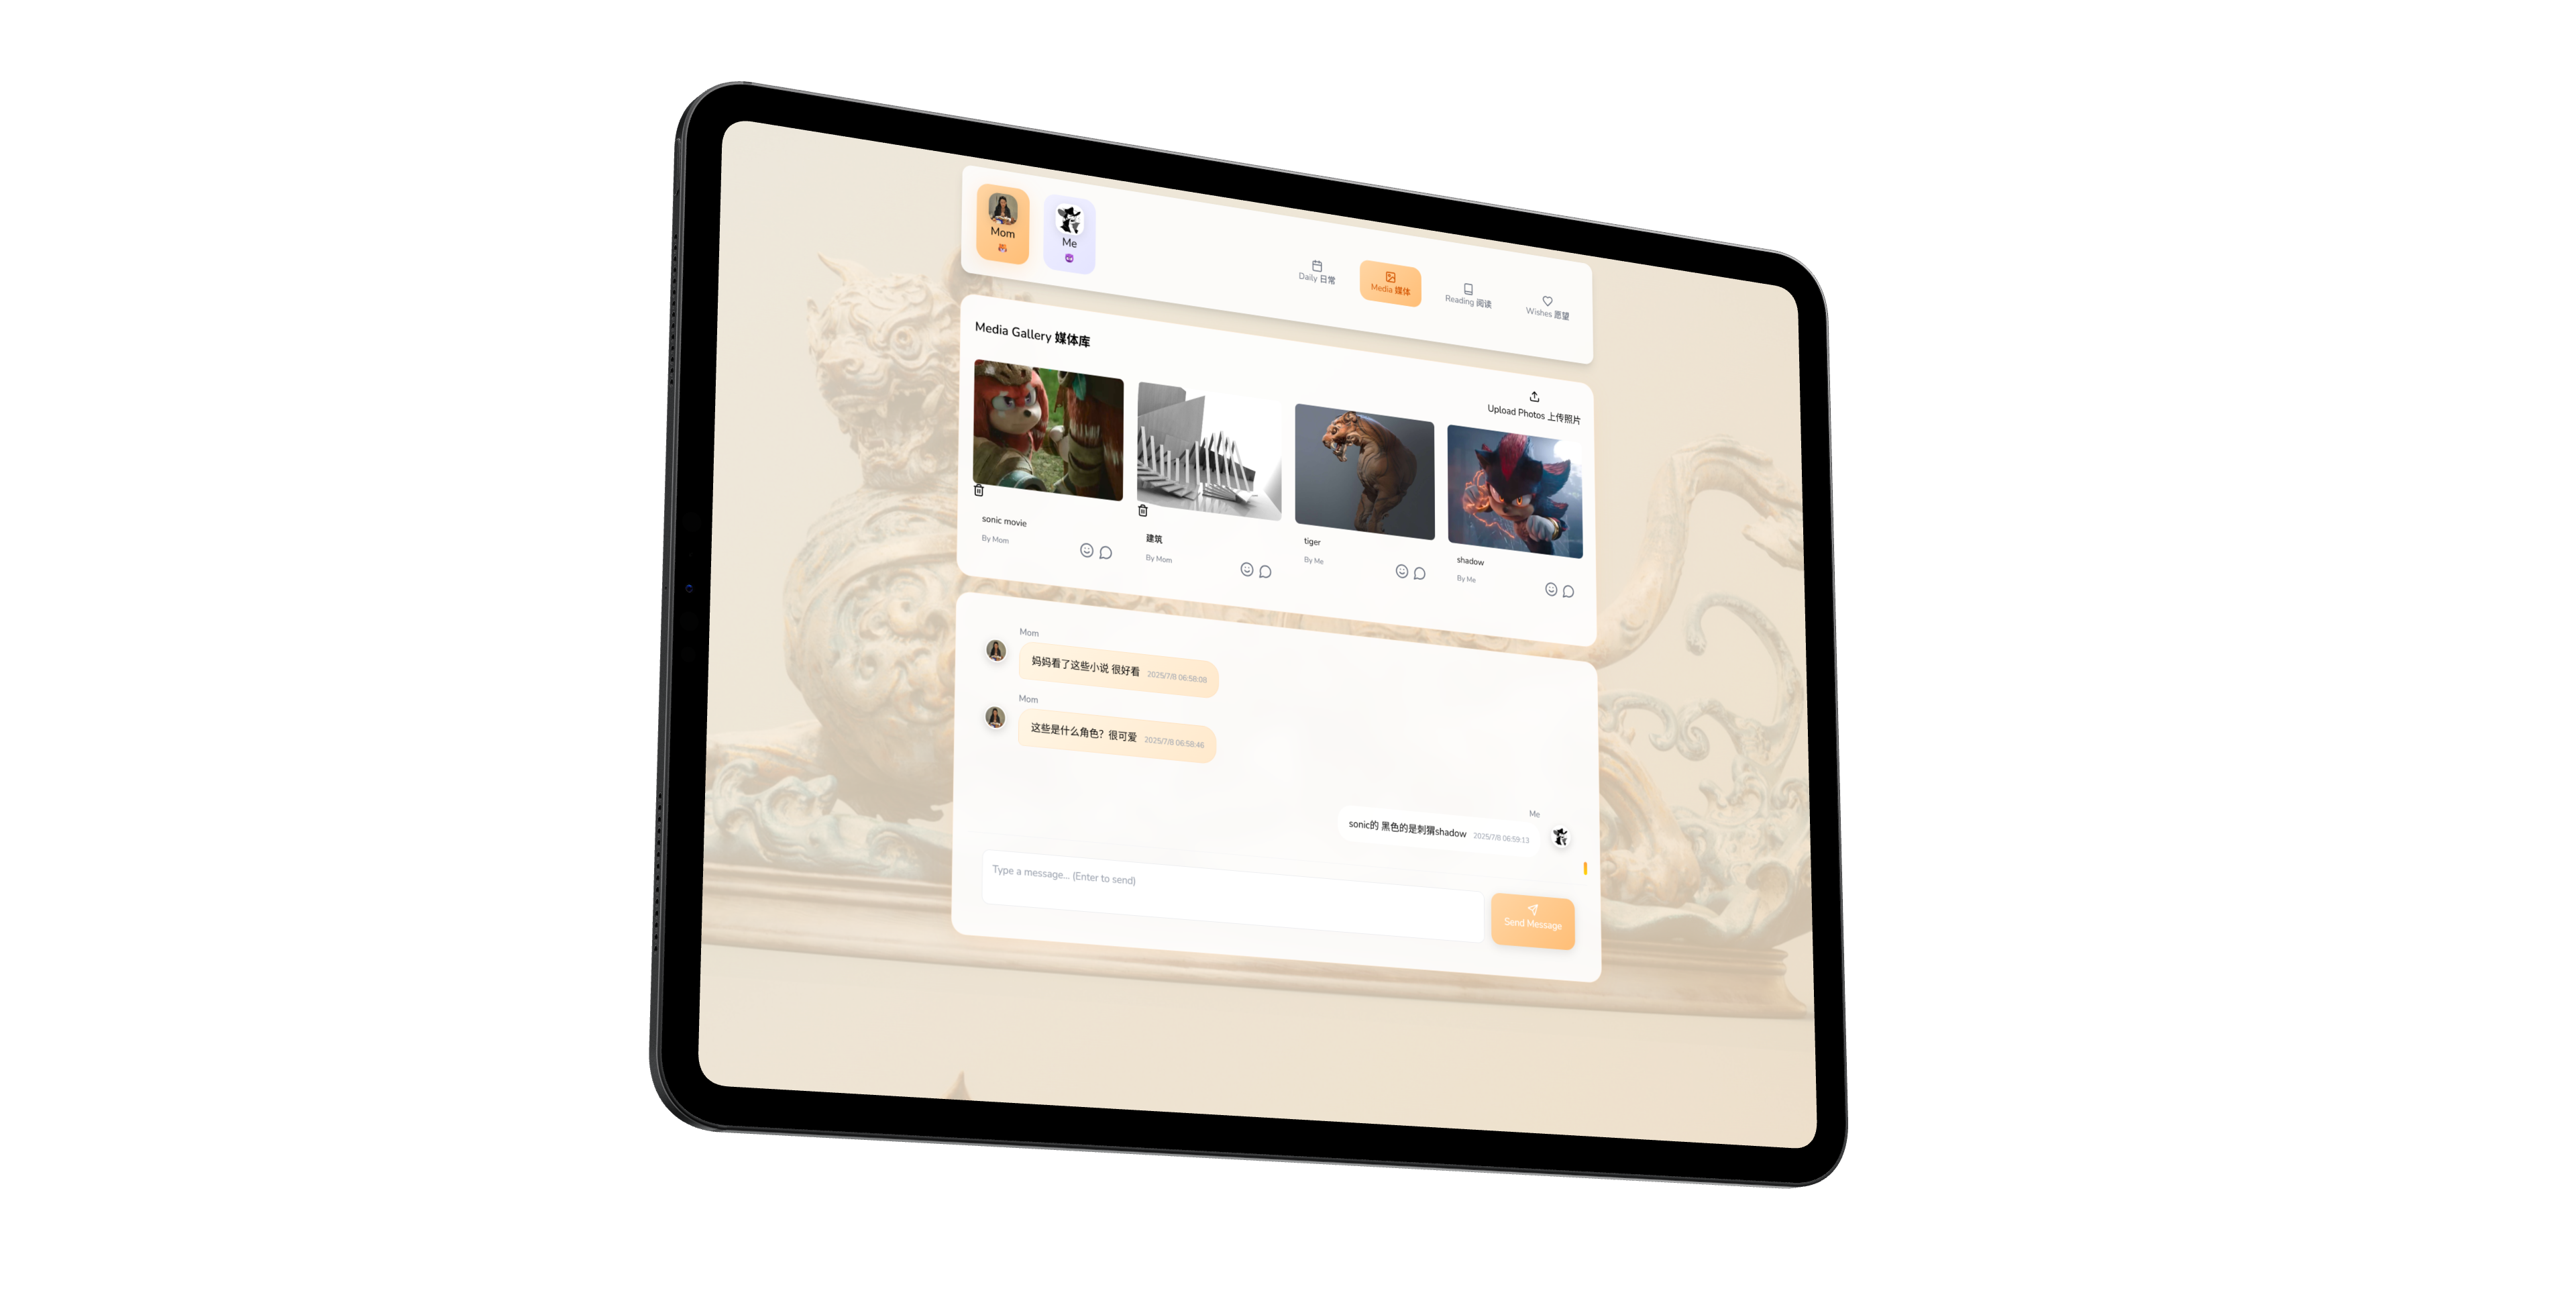 Mom
Me
Daily 日常
Media 媒体
Reading 阅读
Wishes 愿望
Media Gallery 媒体库
Upload Photos 上传照片
sonic movie
By Mom
建筑
By Mom
tiger
By Me
shadow
By Me
Mom
妈妈看了这些小说 很好看 2025/7/8 06:58:08
Mom
这些是什么角色？很可爱 2025/7/8 06:58:46
Me
sonic的 黑色的是刺猬shadow 2025/7/8 06:59:13
Type a message... (Enter to send)
Send Message